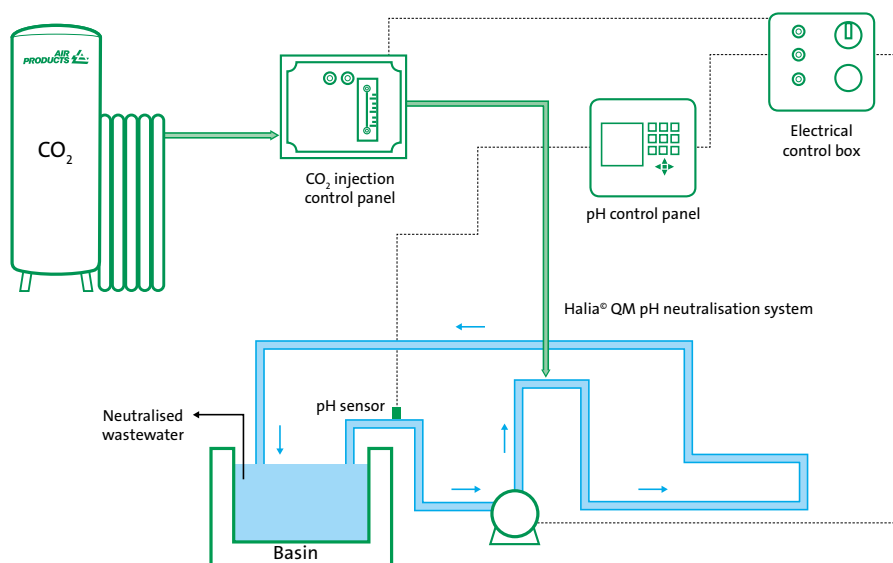 AIR
PRODUCTS
CO₂
CO₂ injection
control panel
Electrical
control box
pH control panel
Halia© QM pH neutralisation system
pH sensor
Neutralised
wastewater
Basin